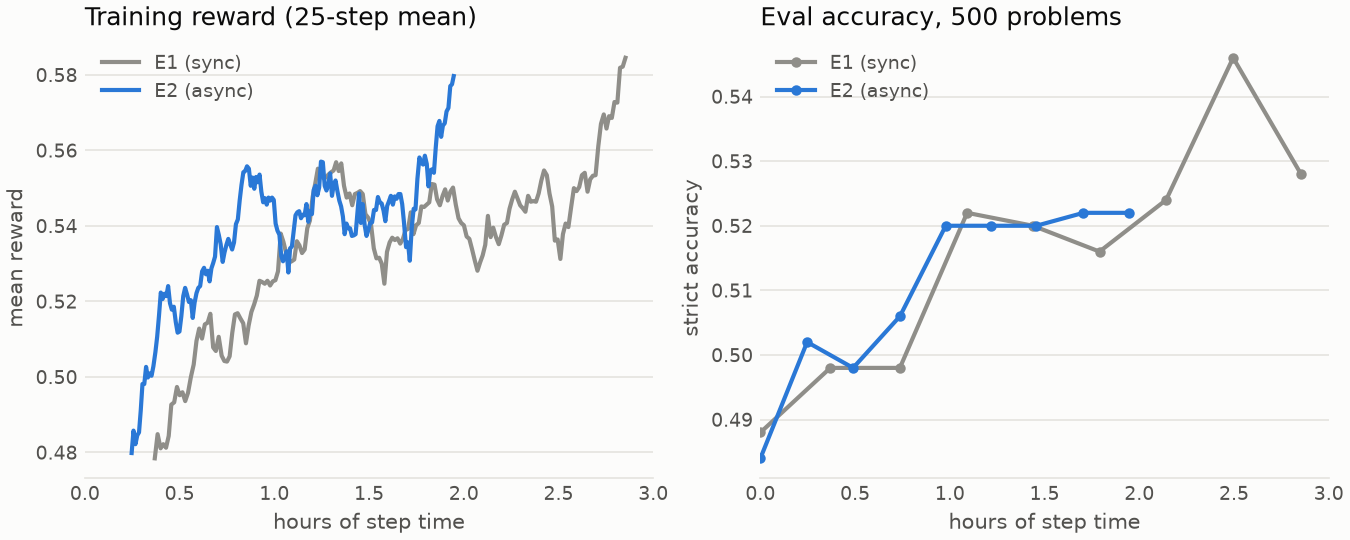 Training reward (25-step mean)
E1 (sync)
E2 (async)
0.58
0.56
0.54
0.52
0.50
0.48
mean reward
0.0 0.5 1.0 1.5 2.0 2.5 3.0
hours of step time
Eval accuracy, 500 problems
E1 (sync)
E2 (async)
0.54
0.53
0.52
0.51
0.50
0.49
strict accuracy
0.0 0.5 1.0 1.5 2.0 2.5 3.0
hours of step time